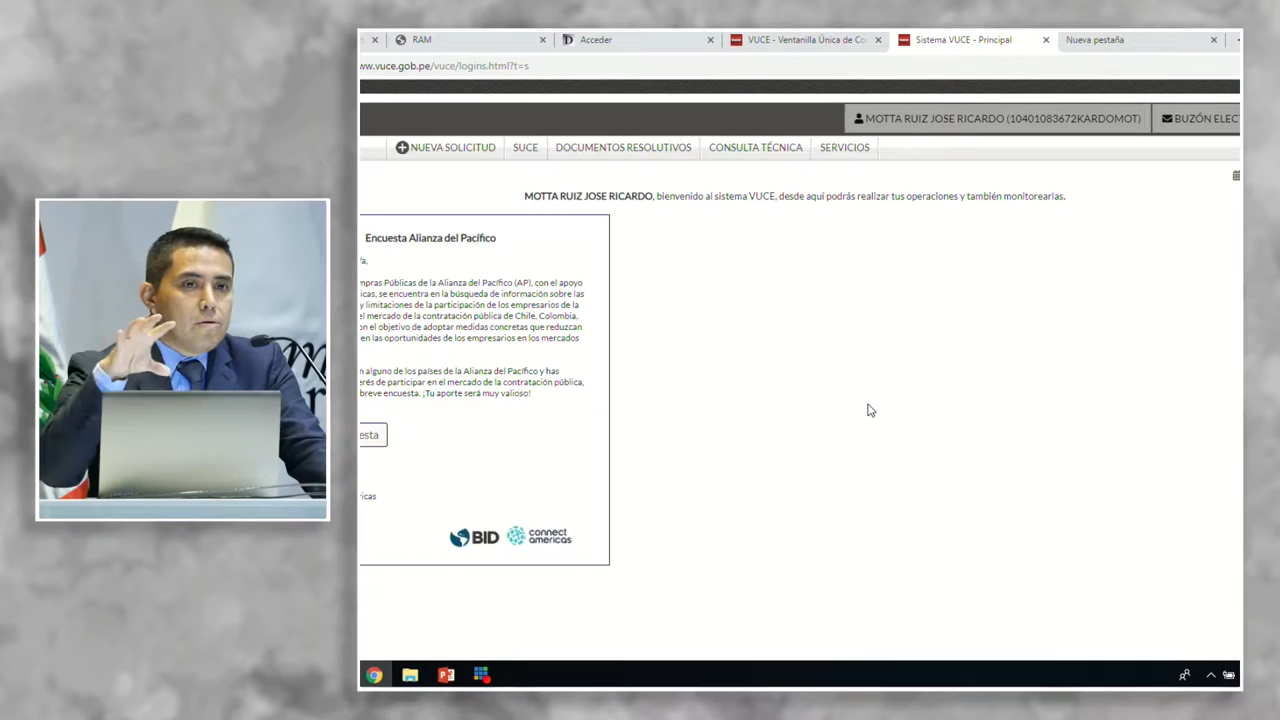 RAM
Acceder
VUCE - Ventanilla Única de Co
Sistema VUCE - Principal
Nueva pestaña
ww.vuce.gob.pe/vuce/logins.html?t=s
MOTTA RUIZ JOSE RICARDO (10401083672KARDOMOT)
BUZÓN ELEC
NUEVA SOLICITUD
SUCE
DOCUMENTOS RESOLUTIVOS
CONSULTA TÉCNICA
SERVICIOS
MOTTA RUIZ JOSE RICARDO, bienvenido al sistema VUCE, desde aquí podrás realizar tus operaciones y también monitorearlas.
Encuesta Alianza del Pacífico
/a,
mpras Públicas de la Alianza del Pacífico (AP), con el apoyo
icas, se encuentra en la búsqueda de información sobre las
y limitaciones de la participación de los empresarios de la
el mercado de la contratación pública de Chile, Colombia,
on el objetivo de adoptar medidas concretas que reduzcan
en las oportunidades de los empresarios en los mercados
n alguno de los países de la Alianza del Pacífico y has
erés de participar en el mercado de la contratación pública,
breve encuesta. ¡Tu aporte será muy valioso!
esta
ricas
BID
connect
americas